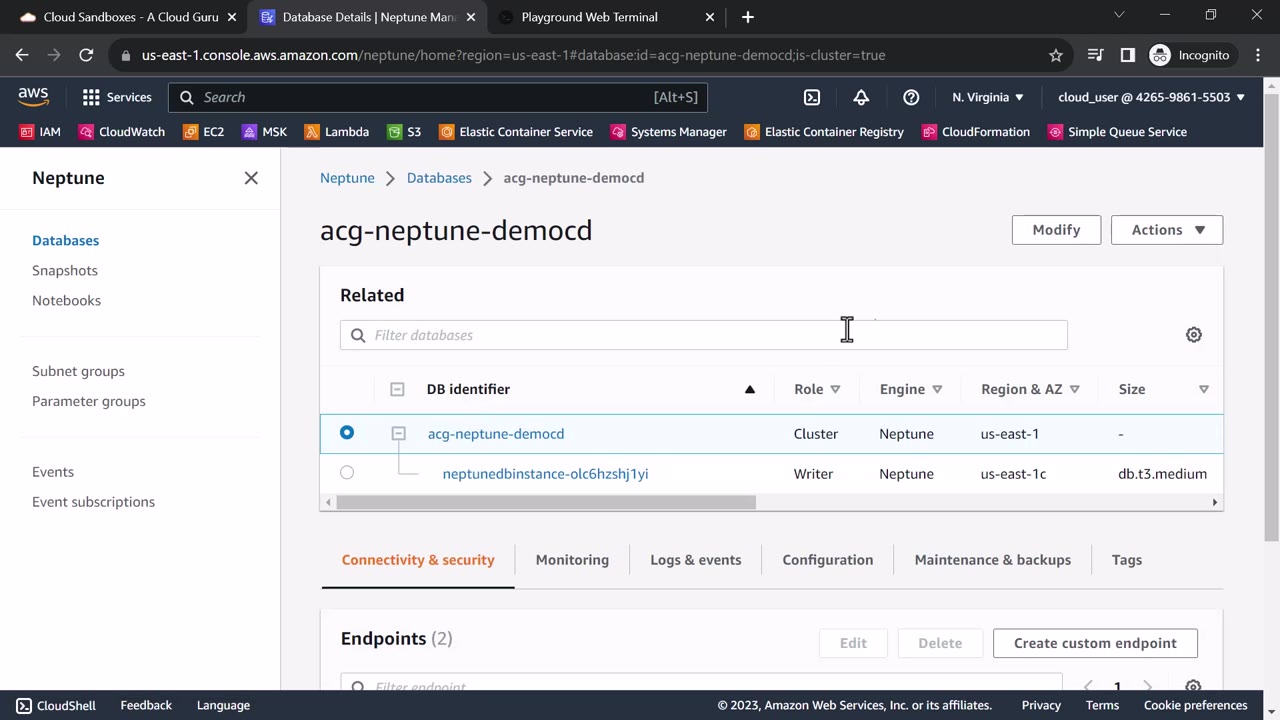 Cloud Sandboxes - A Cloud Guru
Database Details | Neptune Man
Playground Web Terminal
us-east-1.console.aws.amazon.com/neptune/home?region=us-east-1#database:id=acg-neptune-democd;is-cluster=true
Incognito
aws
Services
Search
[Alt+S]
N. Virginia
cloud_user @ 4265-9861-5503
IAM
CloudWatch
EC2
MSK
Lambda
S3
Elastic Container Service
Systems Manager
Elastic Container Registry
CloudFormation
Simple Queue Service
Neptune
Databases
Snapshots
Notebooks
Subnet groups
Parameter groups
Events
Event subscriptions
Neptune
Databases
acg-neptune-democd
acg-neptune-democd
Modify
Actions
Related
Filter databases
DB identifier
Role
Engine
Region & AZ
Size
acg-neptune-democd
Cluster
Neptune
us-east-1
-
neptunedbinstance-olc6hzshj1yi
Writer
Neptune
us-east-1c
db.t3.medium
Connectivity & security
Monitoring
Logs & events
Configuration
Maintenance & backups
Tags
Endpoints (2)
Edit
Delete
Create custom endpoint
Filter endpoint
1
CloudShell
Feedback
Language
© 2023, Amazon Web Services, Inc. or its affiliates.
Privacy
Terms
Cookie preferences